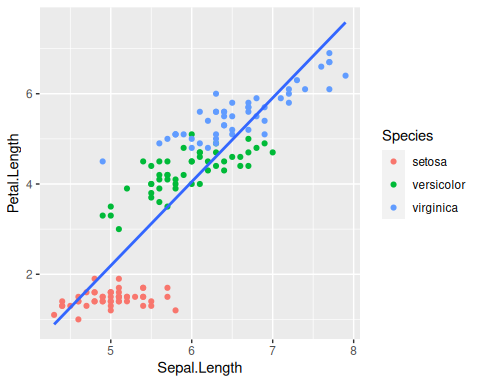 Petal.Length
6
4
2
5
6
7
8
Sepal.Length
Species
setosa
versicolor
virginica